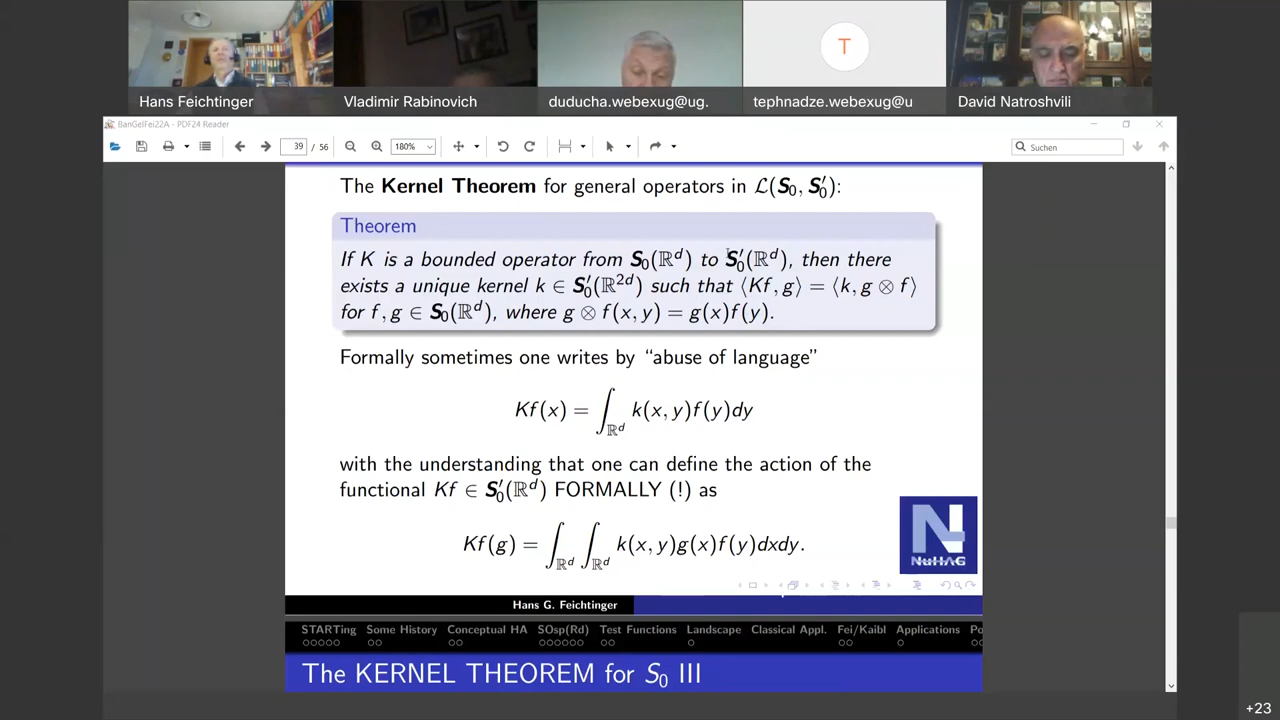 T
Hans Feichtinger
Vladimir Rabinovich
duducha.webexug@ug.
tephnadze.webexug@u
David Natroshvili
BanGelFei22A - PDF24 Reader
39 / 56
180%
Suchen
The Kernel Theorem for general operators in ℒ(S₀, S₀′):
Theorem
If K is a bounded operator from S₀(ℝᵈ) to S₀′(ℝᵈ), then there
exists a unique kernel k ∈ S₀′(ℝ²ᵈ) such that ⟨Kf, g⟩ = ⟨k, g ⊗ f⟩
for f, g ∈ S₀(ℝᵈ), where g ⊗ f(x, y) = g(x)f(y).
Formally sometimes one writes by “abuse of language”
Kf(x) = ∫_ℝᵈ k(x, y)f(y)dy
with the understanding that one can define the action of the
functional Kf ∈ S₀′(ℝᵈ) FORMALLY (!) as
Kf(g) = ∫_ℝᵈ ∫_ℝᵈ k(x, y)g(x)f(y)dxdy.
N
NuHAG
Hans G. Feichtinger
STARTing Some History Conceptual HA SOsp(Rd) Test Functions Landscape Classical Appl. Fei/Kaibl Applications Po
The KERNEL THEOREM for S₀ III
+23